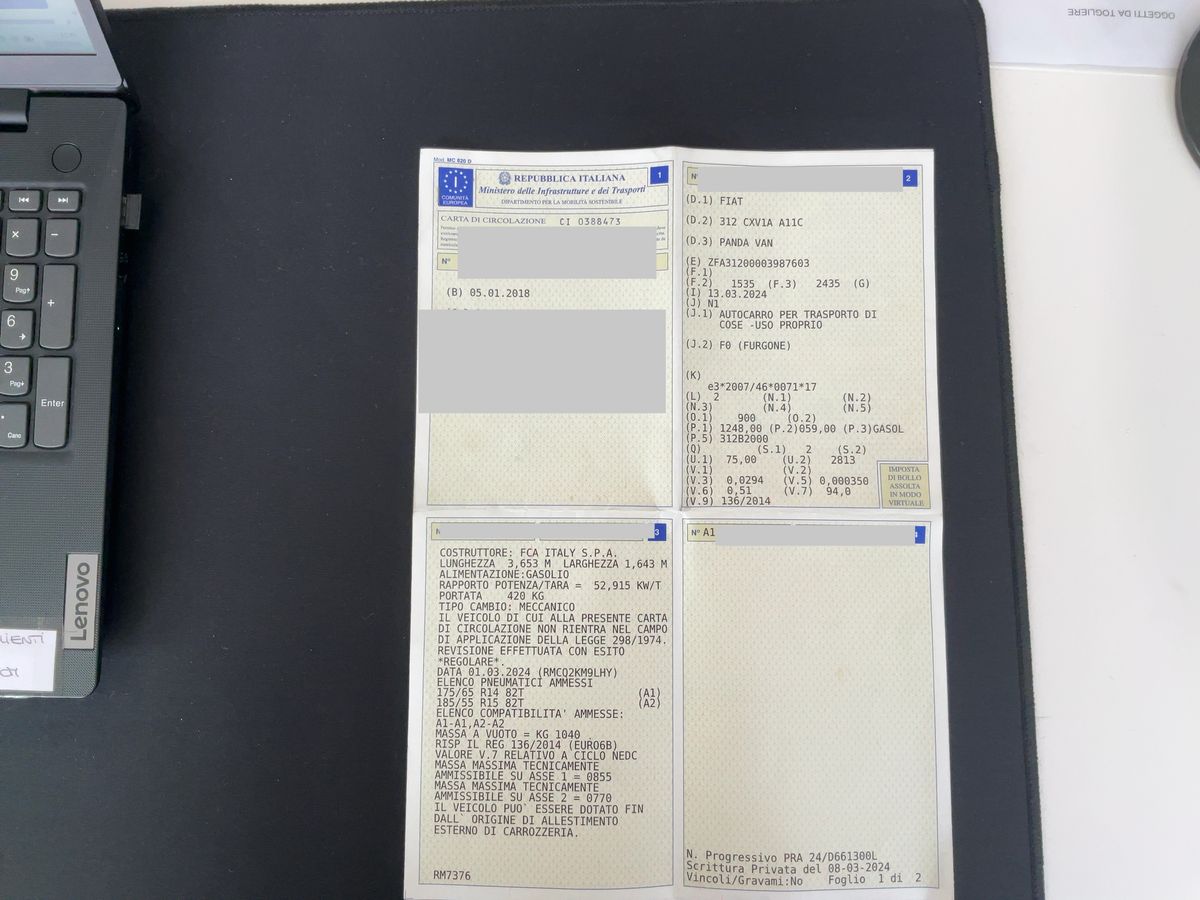 OGGETTI DA TOGLIERE
Mod. MC 820 D
COMUNITÀ
EUROPEA
REPUBBLICA ITALIANA
Ministero delle Infrastrutture e dei Trasporti
DIPARTIMENTO PER LA MOBILITÀ SOSTENIBILE
1
CARTA DI CIRCOLAZIONE CI 0388473
N°
(B) 05.01.2018
2
(D.1) FIAT
(D.2) 312 CXV1A A11C
(D.3) PANDA VAN
(E) ZFA31200003987603
(F.1)
(F.2) 1535 (F.3) 2435 (G)
(I) 13.03.2024
(J) N1
(J.1) AUTOCARRO PER TRASPORTO DI
COSE -USO PROPRIO
(J.2) F0 (FURGONE)
(K)
e3*2007/46*0071*17
(L) 2 (N.1) (N.2)
(N.3) (N.4) (N.5)
(O.1) 900 (O.2)
(P.1) 1248,00 (P.2)059,00 (P.3)GASOL
(P.5) 312B2000
(Q) (S.1) 2 (S.2)
(U.1) 75,00 (U.2) 2813
(V.1) (V.2)
(V.3) 0,0294 (V.5) 0,000350
(V.6) 0,51 (V.7) 94,0
(V.9) 136/2014
IMPOSTA
DI BOLLO
ASSOLTA
IN MODO
VIRTUALE
3
COSTRUTTORE: FCA ITALY S.P.A.
LUNGHEZZA 3,653 M LARGHEZZA 1,643 M
ALIMENTAZIONE:GASOLIO
RAPPORTO POTENZA/TARA = 52,915 KW/T
PORTATA 420 KG
TIPO CAMBIO: MECCANICO
IL VEICOLO DI CUI ALLA PRESENTE CARTA
DI CIRCOLAZIONE NON RIENTRA NEL CAMPO
DI APPLICAZIONE DELLA LEGGE 298/1974.
REVISIONE EFFETTUATA CON ESITO
*REGOLARE*.
DATA 01.03.2024 (RMCQ2KM9LHY)
ELENCO PNEUMATICI AMMESSI
175/65 R14 82T (A1)
185/55 R15 82T (A2)
ELENCO COMPATIBILITA' AMMESSE:
A1-A1,A2-A2
MASSA A VUOTO = KG 1040
RISP IL REG 136/2014 (EURO6B)
VALORE V.7 RELATIVO A CICLO NEDC
MASSA MASSIMA TECNICAMENTE
AMMISSIBILE SU ASSE 1 = 0855
MASSA MASSIMA TECNICAMENTE
AMMISSIBILE SU ASSE 2 = 0770
IL VEICOLO PUO` ESSERE DOTATO FIN
DALL` ORIGINE DI ALLESTIMENTO
ESTERNO DI CARROZZERIA.
RM7376
N° A1
N. Progressivo PRA 24/D661300L
Scrittura Privata del 08-03-2024
Vincoli/Gravami:No Foglio 1 di 2
9
Pag↑
+
6
3
Pag↓
Enter
Canc
Lenovo